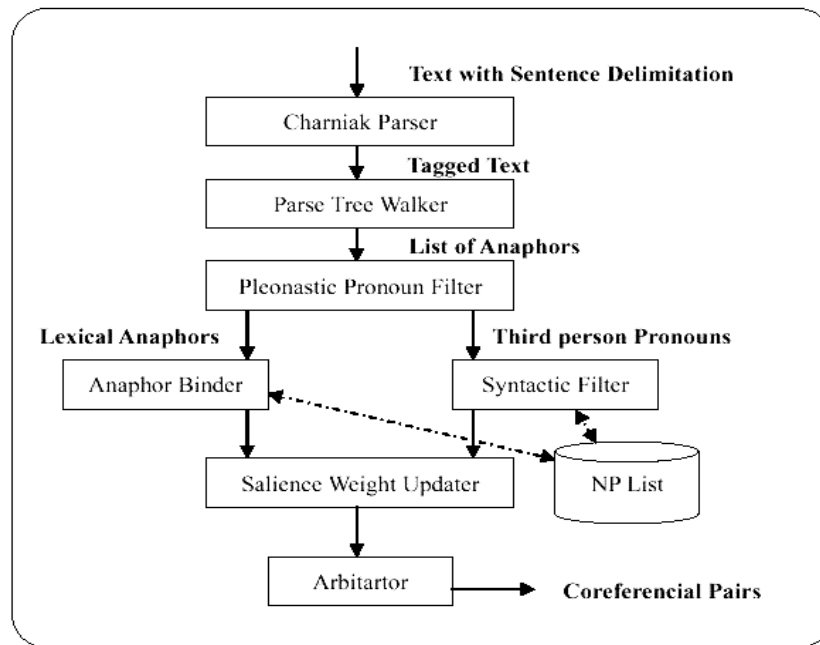 Text with Sentence Delimitation
Charniak Parser
Tagged Text
Parse Tree Walker
List of Anaphors
Pleonastic Pronoun Filter
Lexical Anaphors
Third person Pronouns
Anaphor Binder
Syntactic Filter
Salience Weight Updater
NP List
Arbitartor
Coreferencial Pairs